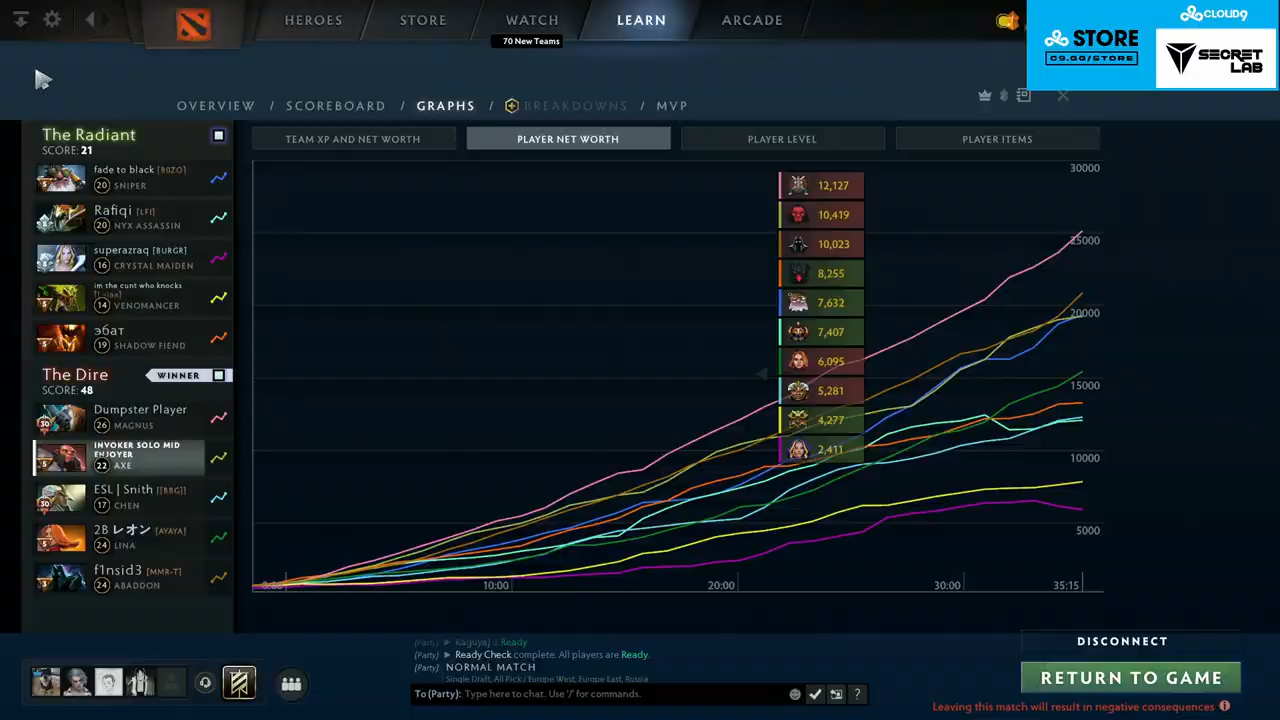 HEROES
STORE
WATCH
LEARN
ARCADE
70 New Teams
CLOUD9
STORE
C9.GG/STORE
SECRET
LAB
OVERVIEW / SCOREBOARD / GRAPHS / BREAKDOWNS / MVP
TEAM XP AND NET WORTH
PLAYER NET WORTH
PLAYER LEVEL
PLAYER ITEMS
The Radiant
SCORE: 21
fade to black [BOZO]
20 SNIPER
Rafiqi [LFI]
20 NYX ASSASSIN
superazraq [BURGR]
16 CRYSTAL MAIDEN
im the cunt who knocks
14 VENOMANCER
эбат
19 SHADOW FIEND
The Dire
WINNER
SCORE: 48
Dumpster Player
26 MAGNUS
INVOKER SOLO MID
ENJOYER
22 AXE
ESL | Snith [[BBG]]
17 CHEN
2B レオン [AYAYA]
24 LINA
f1nsid3 [MMR-T]
24 ABADDON
12,127
10,419
10,023
8,255
7,632
7,407
6,095
5,281
4,277
2,411
30000
25000
20000
15000
10000
5000
10:00
20:00
30:00
35:15
(Party) Kaguya] is Ready
(Party) Ready Check complete. All players are Ready.
(Party) NORMAL MATCH
Single Draft, All Pick / Europe West, Europe East, Russia
To (Party): Type here to chat. Use '/' for commands.
?
DISCONNECT
RETURN TO GAME
Leaving this match will result in negative consequences